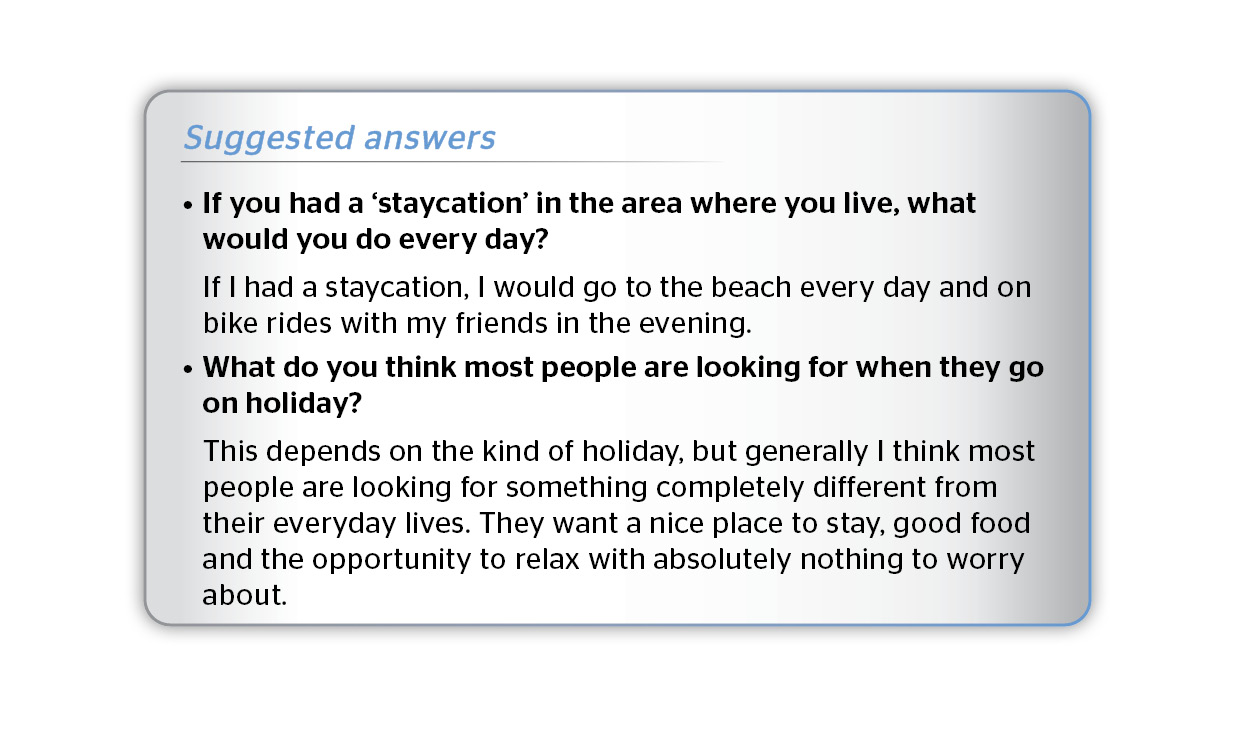 Suggested answers
• If you had a ‘staycation’ in the area where you live, what
would you do every day?
If I had a staycation, I would go to the beach every day and on
bike rides with my friends in the evening.
• What do you think most people are looking for when they go
on holiday?
This depends on the kind of holiday, but generally I think most
people are looking for something completely different from
their everyday lives. They want a nice place to stay, good food
and the opportunity to relax with absolutely nothing to worry
about.